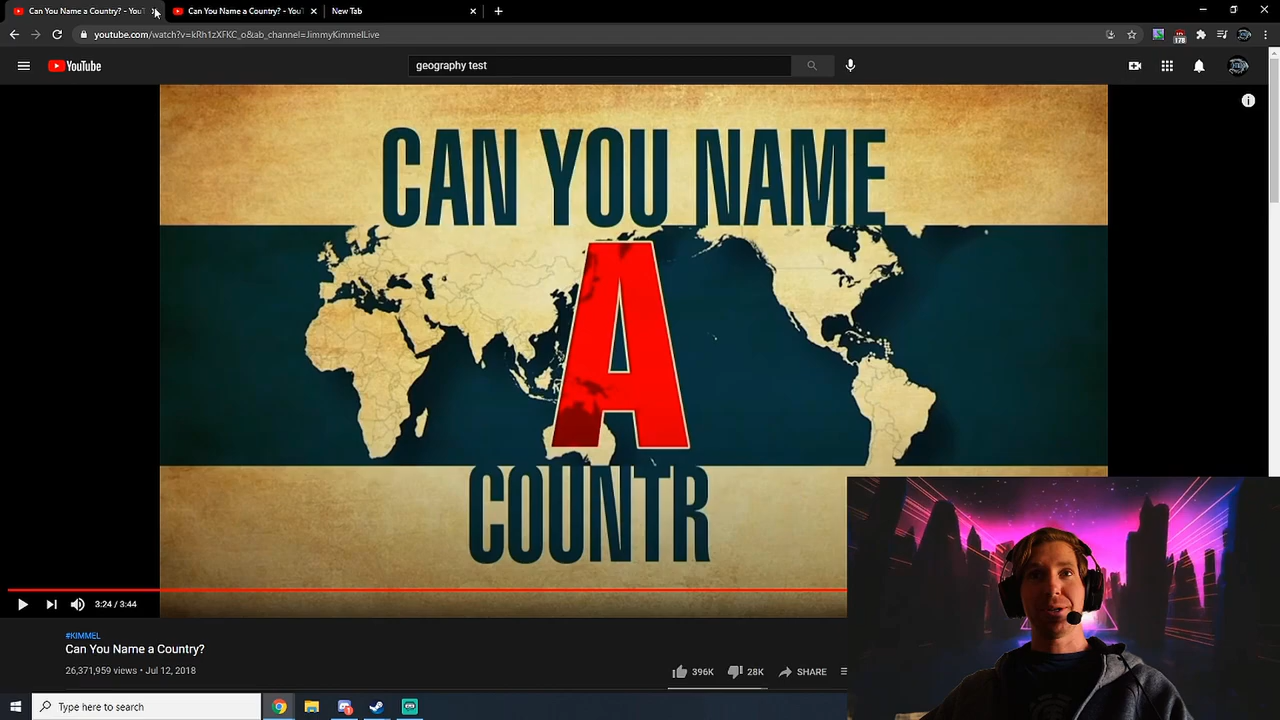 Can You Name a Country? - YouT
Can You Name a Country? - YouT
New Tab
youtube.com/watch?v=kRh1zXFKC_o&ab_channel=JimmyKimmelLive
178
YouTube
geography test
CAN YOU NAME
A
COUNTR
3:24 / 3:44
#KIMMEL
Can You Name a Country?
26,371,959 views • Jul 12, 2018
396K
28K
SHARE
Type here to search